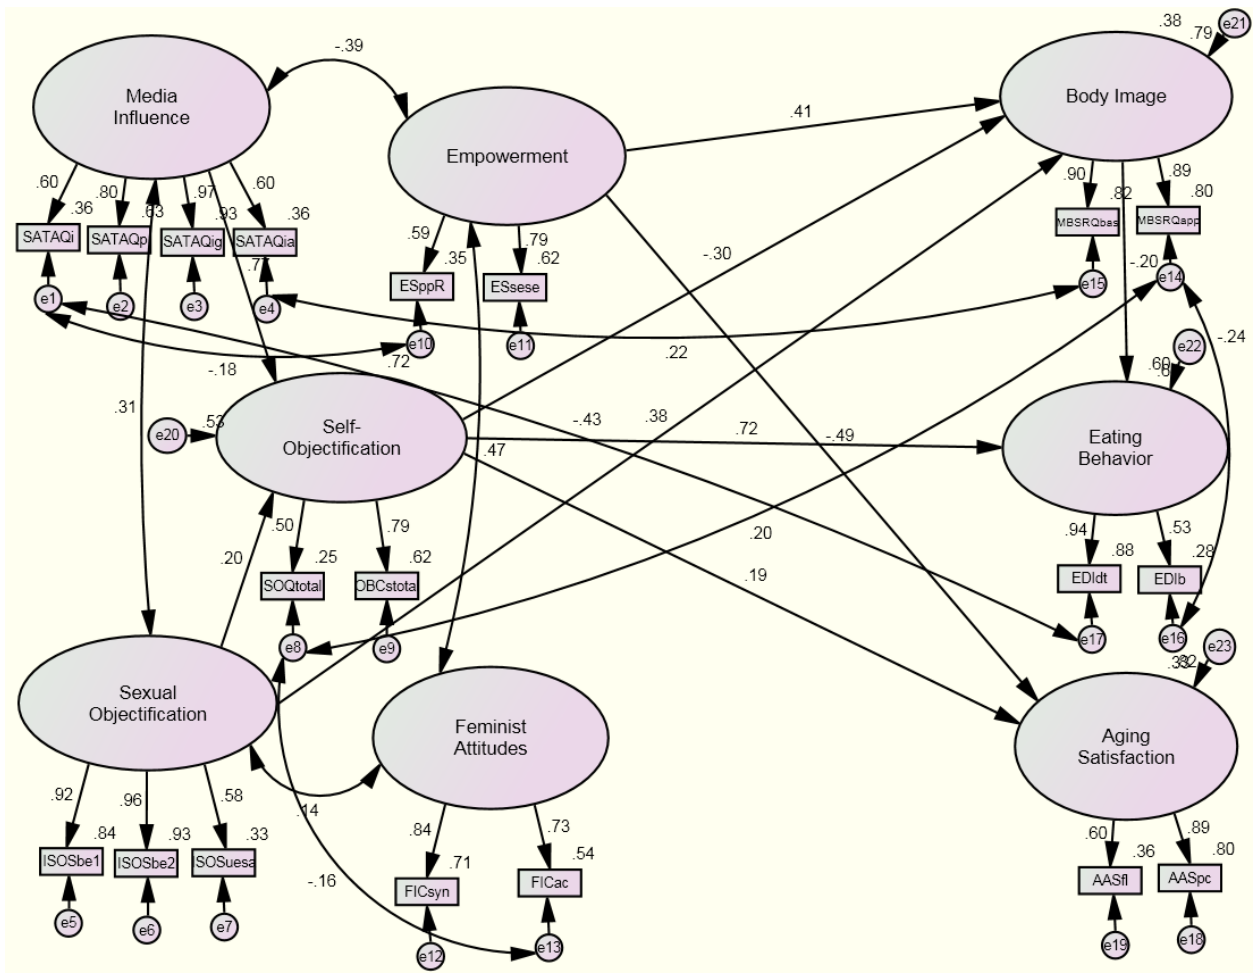 .38
e21
.79
-.39
Media
Influence
Body Image
Empowerment
.41
.60
.80
.97
.60
.90
.82
.89
.80
.36
.63
.93
.36
SATAQi
SATAQp
SATAQig
SATAQia
.59
.35
.79
.62
MBSRQbas
MBSRQapp
-.30
-.20
ESppR
ESsese
e1
e2
e3
e4
e15
e14
e10
e11
-.24
.22
e22
-.18
.72
.60
.31
e20
.53
Self-
Objectification
-.43
.38
.72
-.49
Eating
Behavior
.47
.50
.25
.79
.62
.20
.20
.19
.94
.88
.53
.28
SOQtotal
OBCstota
EDIdt
EDIb
e8
e9
e17
e16
e23
Sexual
Objectification
Feminist
Attitudes
Aging
Satisfaction
.92
.84
.96
.93
.58
.33
.14
.84
.71
.73
.54
.60
.36
.89
.80
ISOSbe1
ISOSbe2
ISOSuesa
-.16
FICsyn
FICac
AASfl
AASpc
e5
e6
e7
e12
e13
e19
e18